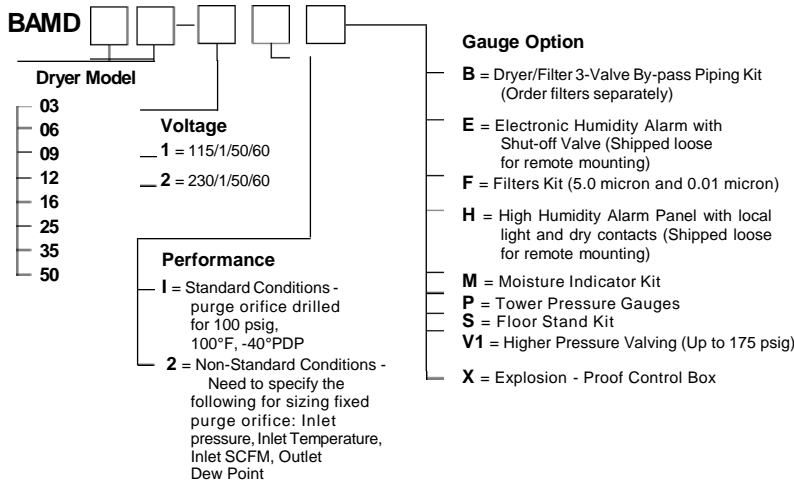 BAMD
Dryer Model
03
06
09
12
16
25
35
50
Voltage
1 = 115/1/50/60
2 = 230/1/50/60
Performance
I = Standard Conditions -
purge orifice drilled
for 100 psig,
100°F, -40°PDP
2 = Non-Standard Conditions -
Need to specify the
following for sizing fixed
purge orifice: Inlet
pressure, Inlet Temperature,
Inlet SCFM, Outlet
Dew Point
Gauge Option
B = Dryer/Filter 3-Valve By-pass Piping Kit
(Order filters separately)
E = Electronic Humidity Alarm with
Shut-off Valve (Shipped loose
for remote mounting)
F = Filters Kit (5.0 micron and 0.01 micron)
H = High Humidity Alarm Panel with local
light and dry contacts (Shipped loose
for remote mounting)
M = Moisture Indicator Kit
P = Tower Pressure Gauges
S = Floor Stand Kit
V1 = Higher Pressure Valving (Up to 175 psig)
X = Explosion - Proof Control Box